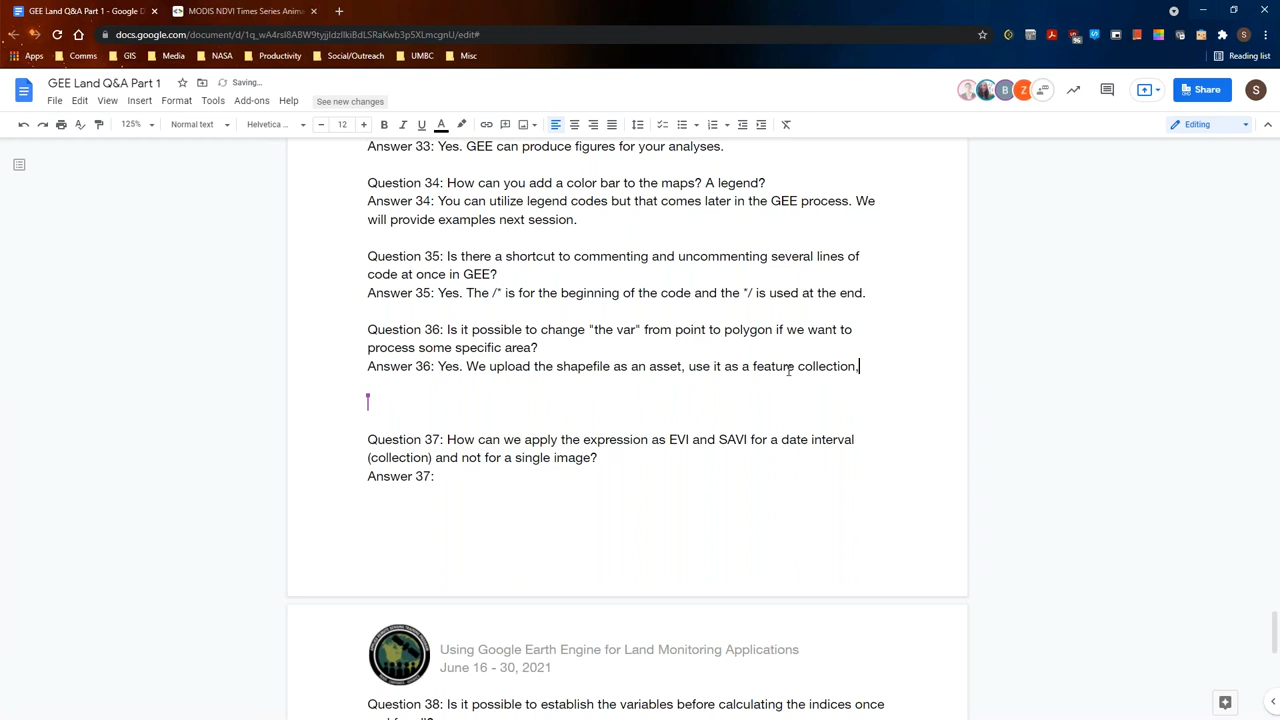 GEE Land Q&A Part 1 - Google D
MODIS NDVI Times Series Anima
docs.google.com/document/d/1q_wA4rsI8ABW9tyjjIdzIlkiBdLSRaKwb3p5XLmcgnU/edit#
Apps Comms GIS Media NASA Productivity Social/Outreach UMBC Misc Reading list
GEE Land Q&A Part 1 Saving...
File Edit View Insert Format Tools Add-ons Help See new changes
B Z Share S
125% Normal text Helvetica ... 12 B I U A Editing
Answer 33: Yes. GEE can produce figures for your analyses.
Question 34: How can you add a color bar to the maps? A legend?
Answer 34: You can utilize legend codes but that comes later in the GEE process. We
will provide examples next session.
Question 35: Is there a shortcut to commenting and uncommenting several lines of
code at once in GEE?
Answer 35: Yes. The /* is for the beginning of the code and the */ is used at the end.
Question 36: Is it possible to change "the var" from point to polygon if we want to
process some specific area?
Answer 36: Yes. We upload the shapefile as an asset, use it as a feature collection,
Question 37: How can we apply the expression as EVI and SAVI for a date interval
(collection) and not for a single image?
Answer 37:
Using Google Earth Engine for Land Monitoring Applications
June 16 - 30, 2021
Question 38: Is it possible to establish the variables before calculating the indices once